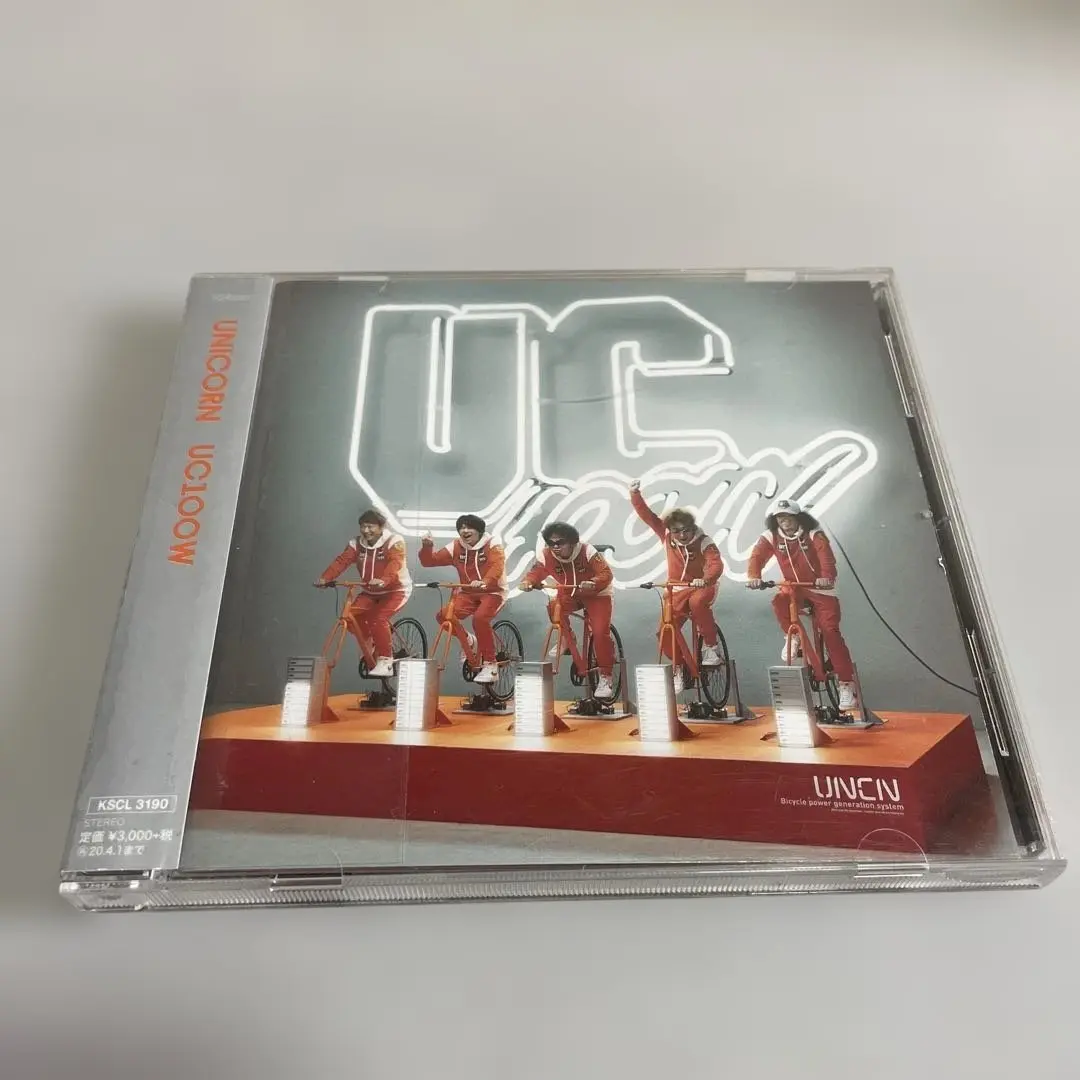 UNICORN UC100W
KSCL 3190
STEREO
定価 ¥3,000+税
20.4.1まで
UC
100W
UNCN
Bicycle power generation system